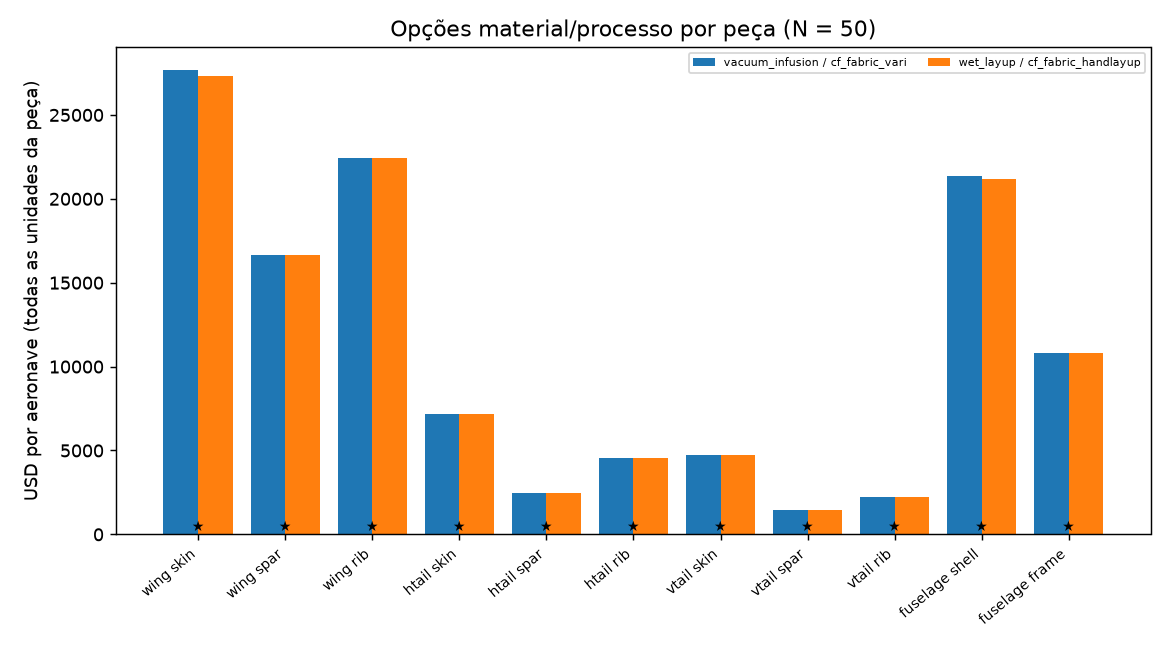 Opções material/processo por peça (N = 50)
vacuum_infusion / cf_fabric_vari
wet_layup / cf_fabric_handlayup
USD por aeronave (todas as unidades da peça)
25000
20000
15000
10000
5000
0
wing skin
wing spar
wing rib
htail skin
htail spar
htail rib
vtail skin
vtail spar
vtail rib
fuselage shell
fuselage frame